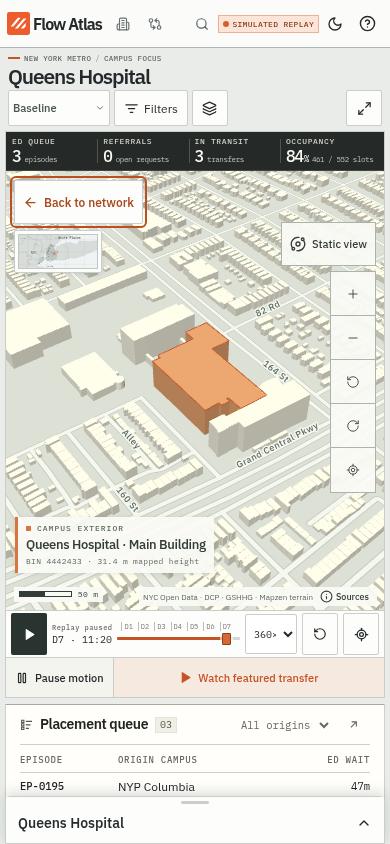 Flow Atlas
SIMULATED REPLAY
NEW YORK METRO / CAMPUS FOCUS
Queens Hospital
Baseline
Filters
ED QUEUE
3 episodes
REFERRALS
0 open requests
IN TRANSIT
3 transfers
OCCUPANCY
84% 461 / 552 slots
Back to network
Static view
82 Rd
164 St
Alley
Grand Central Pkwy
160 St
CAMPUS EXTERIOR
Queens Hospital · Main Building
BIN 4442433 · 31.4 m mapped height
50 m
NYC Open Data · DCP · GSHHG · Mapzen terrain
Sources
Replay paused
D7 · 11:20
D1 D2 D3 D4 D5 D6 D7
360×
Pause motion
Watch featured transfer
Placement queue 03
All origins
EPISODE ORIGIN CAMPUS ED WAIT
EP-0195 NYP Columbia 47m
Queens Hospital